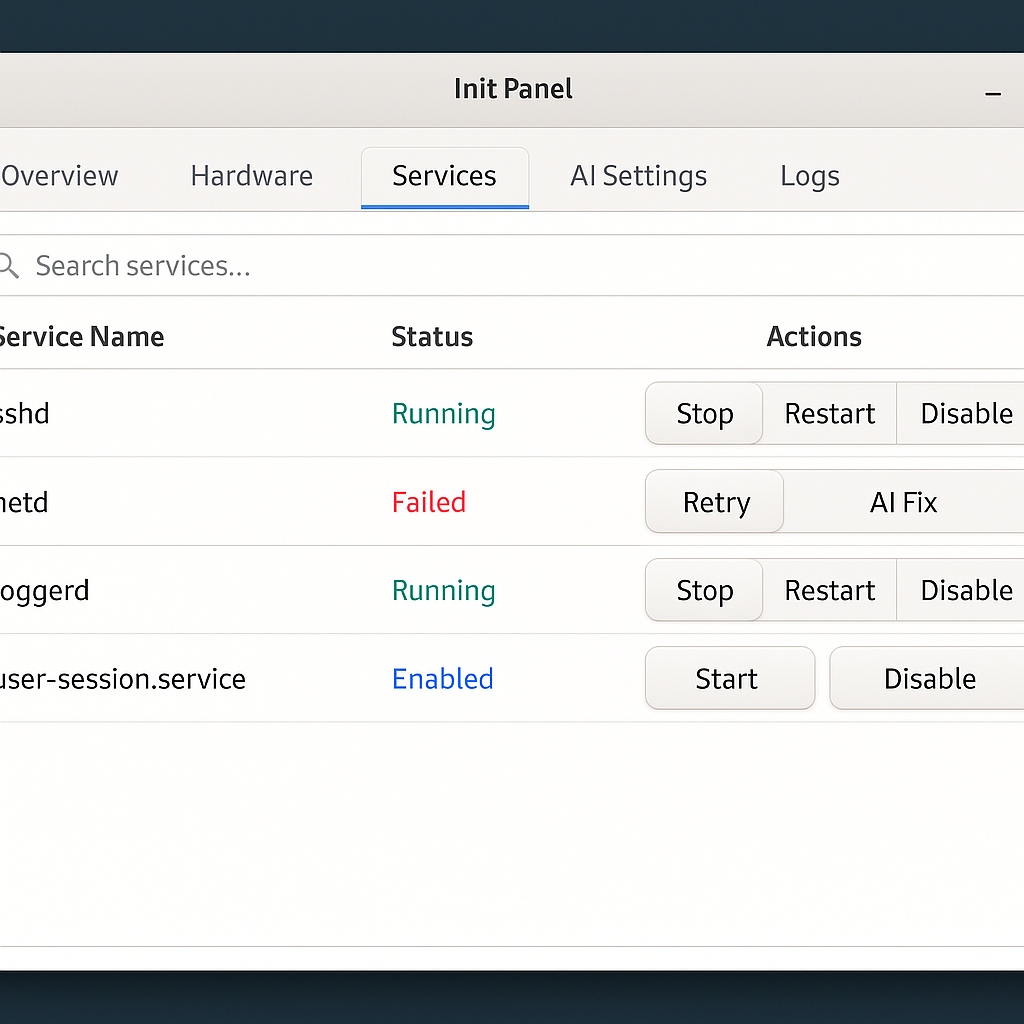 Init Panel –
Overview Hardware Services AI Settings Logs
Search services...
Service Name Status Actions
sshd Running Stop Restart Disable
netd Failed Retry AI Fix
loggerd Running Stop Restart Disable
user-session.service Enabled Start Disable